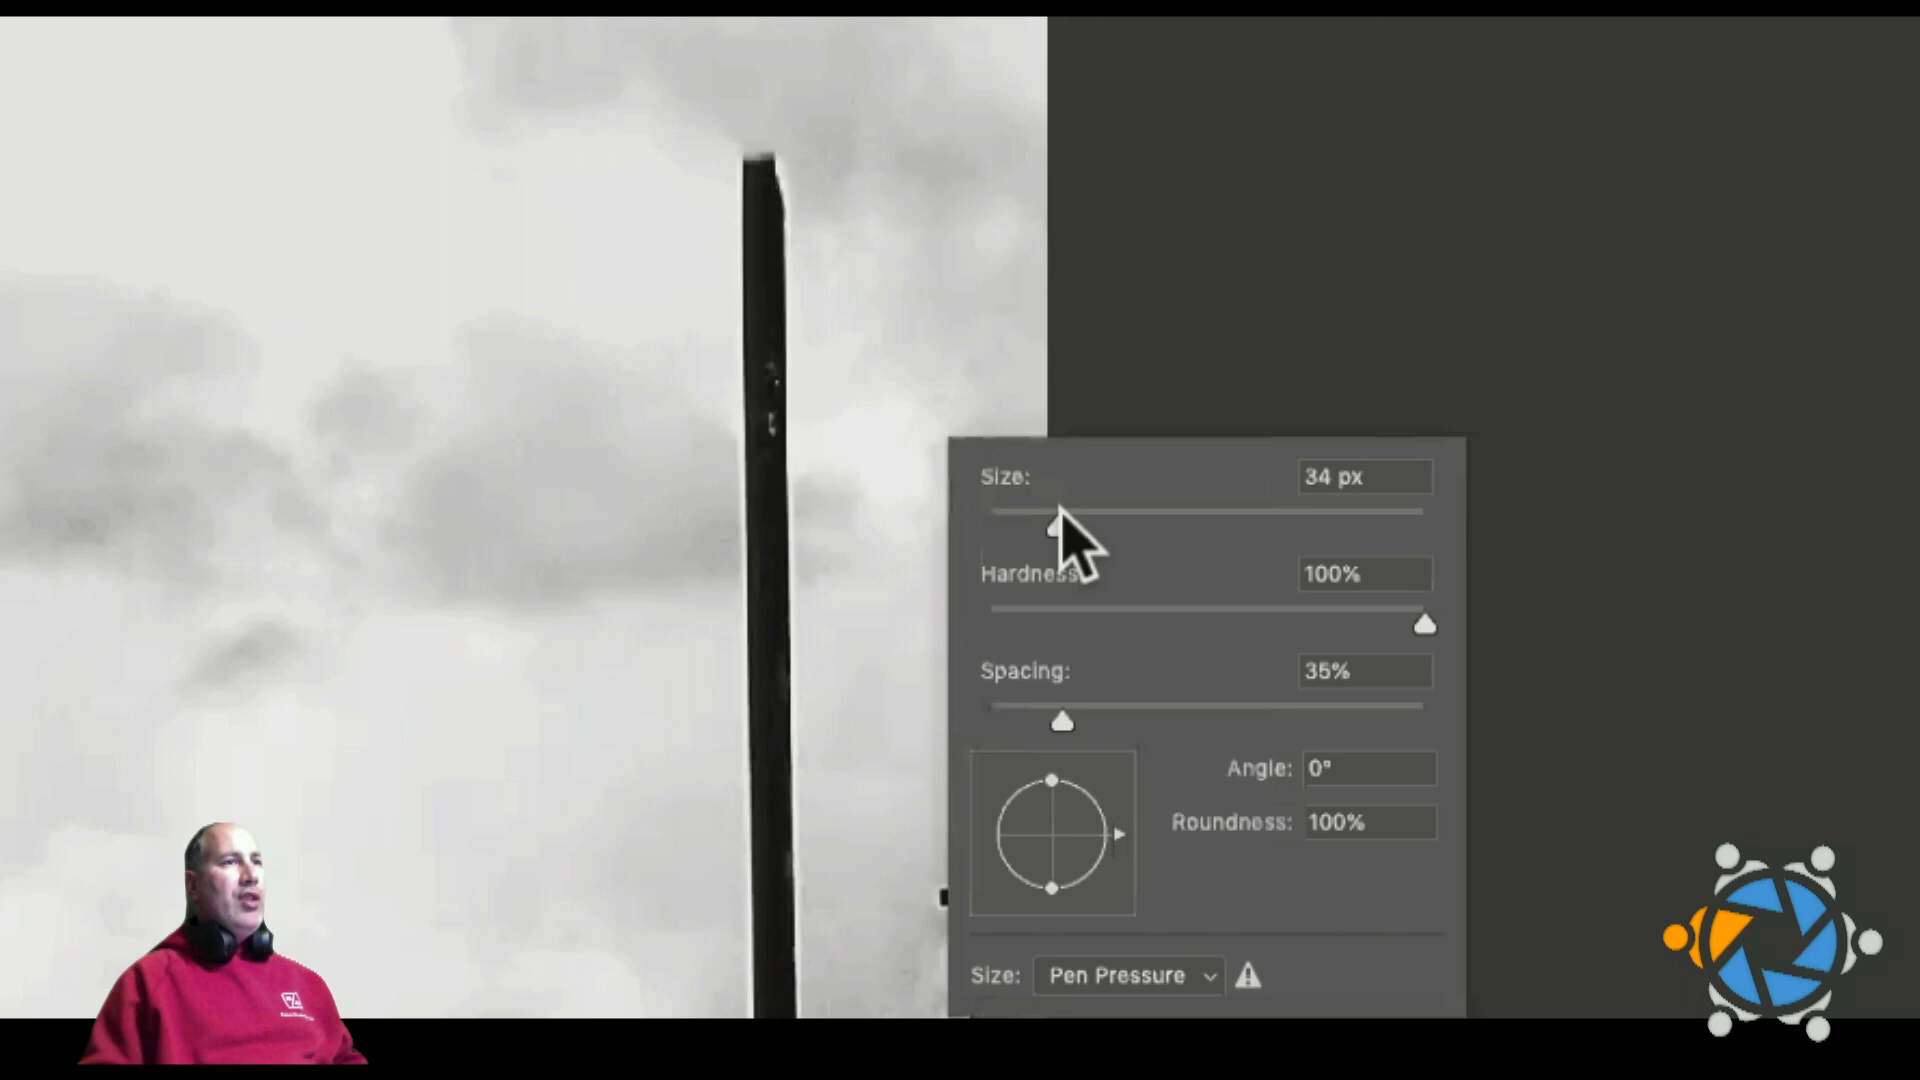 Size: 34 px
Hardness 100%
Spacing: 35%
Angle: 0°
Roundness: 100%
Size: Pen Pressure